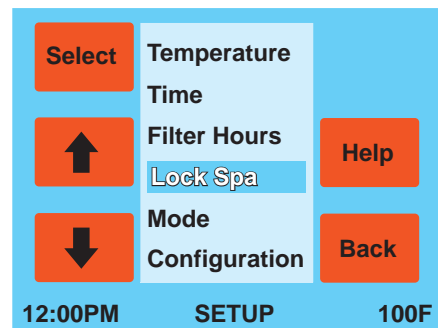 Select
Temperature
Time
Filter Hours
Lock Spa
Mode
Configuration
Help
Back
12:00PM SETUP 100F